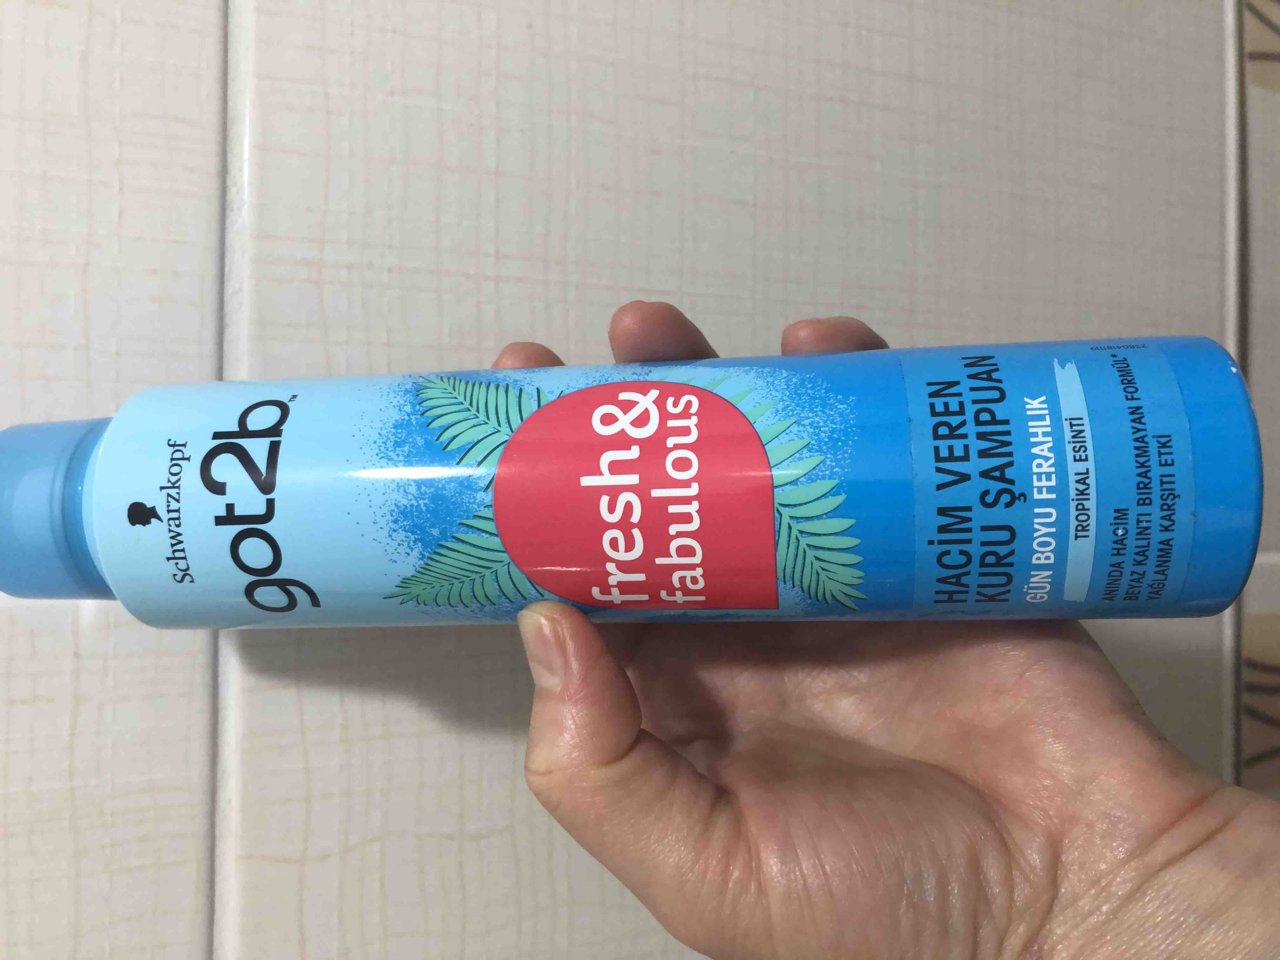 Schwarzkopf
got2b™
fresh&
fabulous
HACİM VEREN
KURU ŞAMPUAN
GÜN BOYU FERAHLIK
TROPİKAL ESİNTİ
ANINDA HACİM
BEYAZ KALINTI BIRAKMAYAN FORMÜL*
YAĞLANMA KARŞITI ETKİ